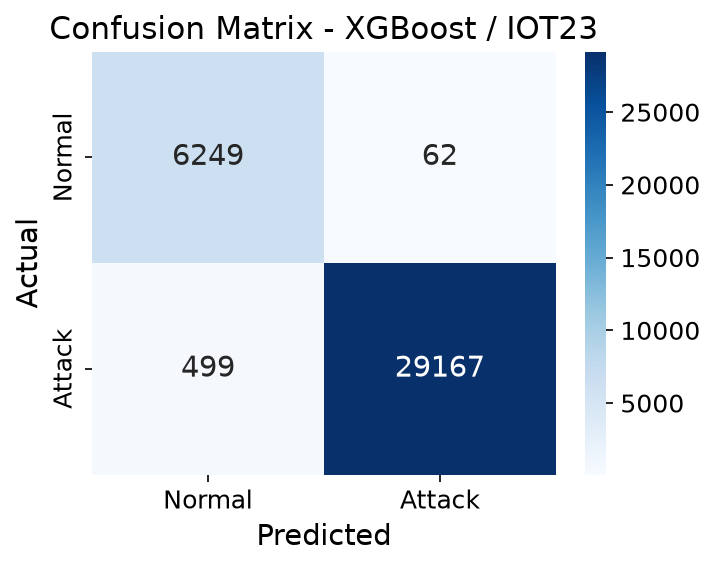 Confusion Matrix - XGBoost / IOT23
Actual
Normal
6249
62
Attack
499
29167
Normal
Attack
Predicted
25000
20000
15000
10000
5000